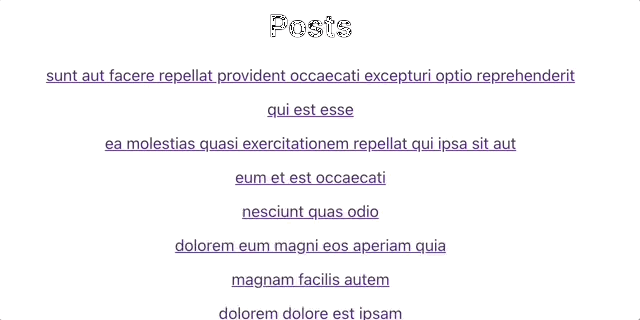 Posts
sunt aut facere repellat provident occaecati excepturi optio reprehenderit
qui est esse
ea molestias quasi exercitationem repellat qui ipsa sit aut
eum et est occaecati
nesciunt quas odio
dolorem eum magni eos aperiam quia
magnam facilis autem
dolorem dolore est ipsam